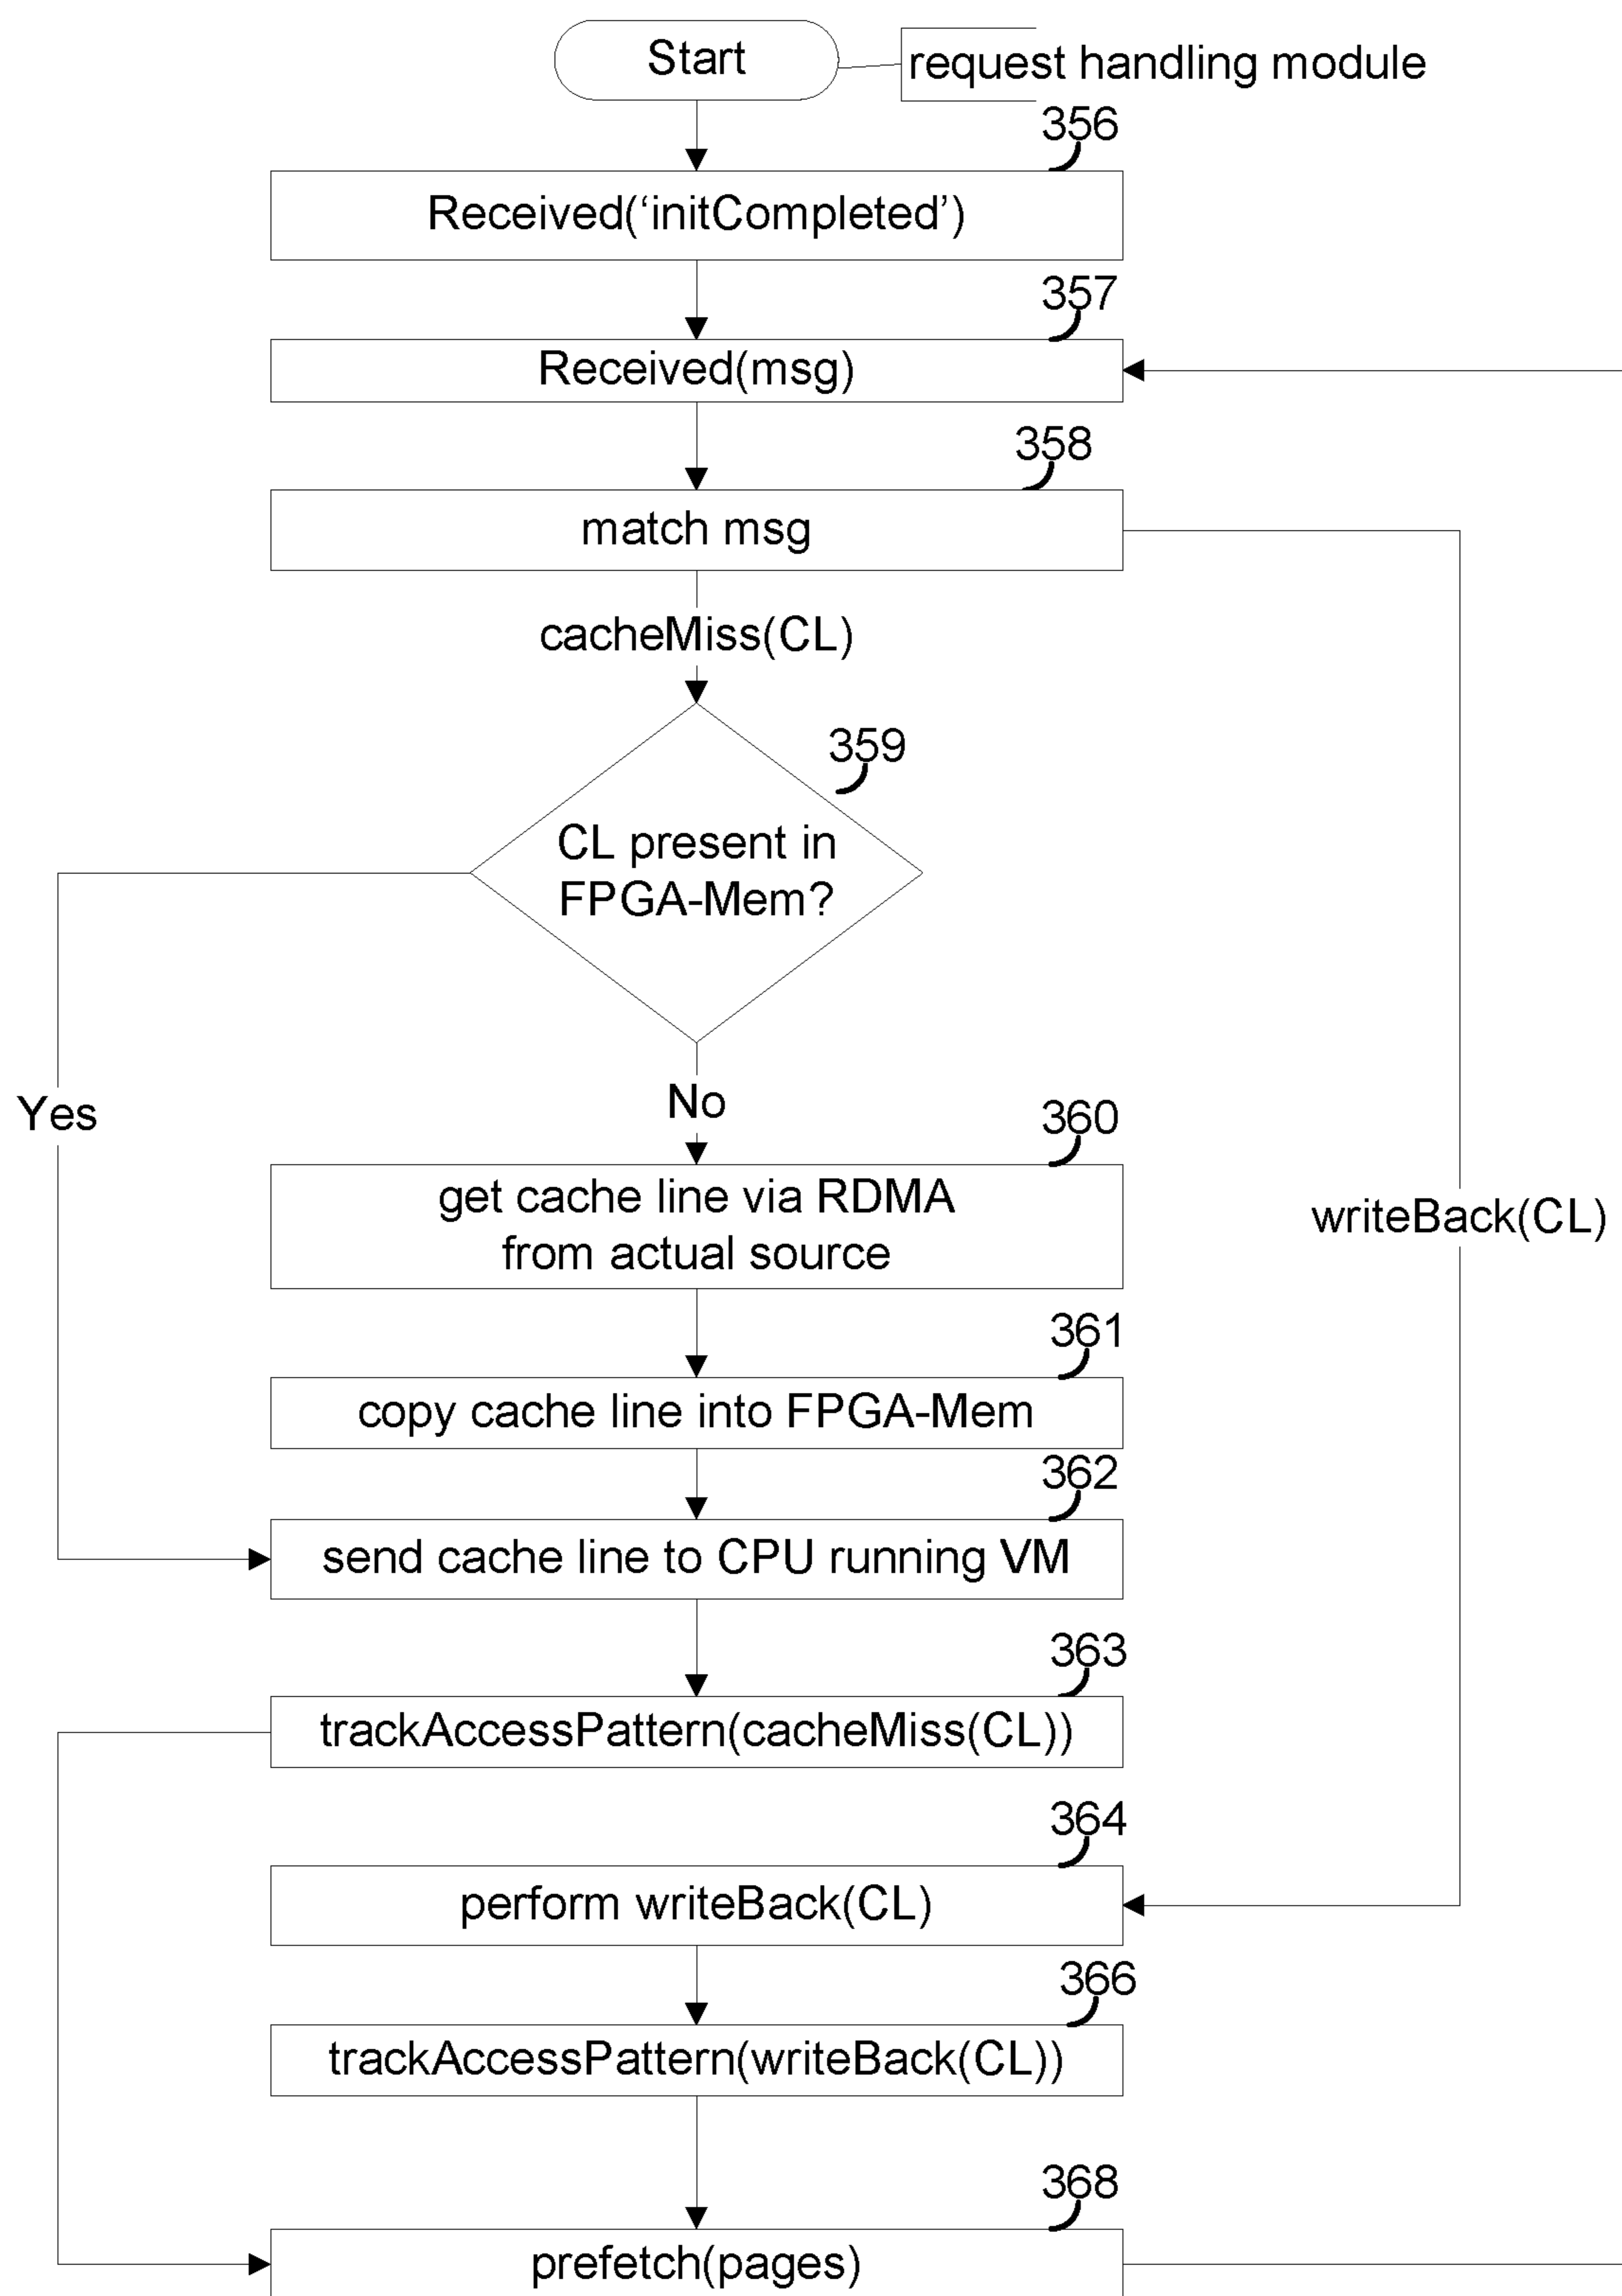 Start
request handling module
356
Received(‘initCompleted’)
357
Received(msg)
358
match msg
cacheMiss(CL)
359
CL present in
FPGA-Mem?
Yes
No
360
get cache line via RDMA
from actual source
writeBack(CL)
361
copy cache line into FPGA-Mem
362
send cache line to CPU running VM
363
trackAccessPattern(cacheMiss(CL))
364
perform writeBack(CL)
366
trackAccessPattern(writeBack(CL))
368
prefetch(pages)